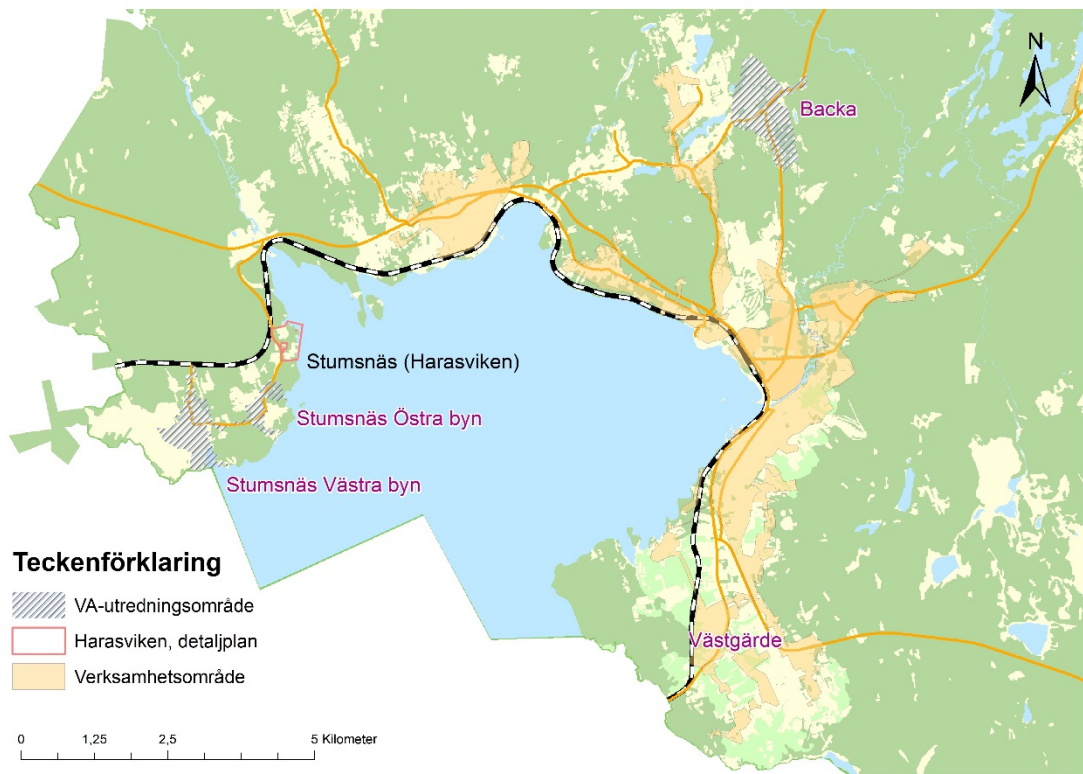 N
Backa
Stumsnäs (Harasviken)
Stumsnäs Östra byn
Stumsnäs Västra byn
Västgärde
Teckenförklaring
VA-utredningsområde
Harasviken, detaljplan
Verksamhetsområde
0 1,25 2,5 5 Kilometer